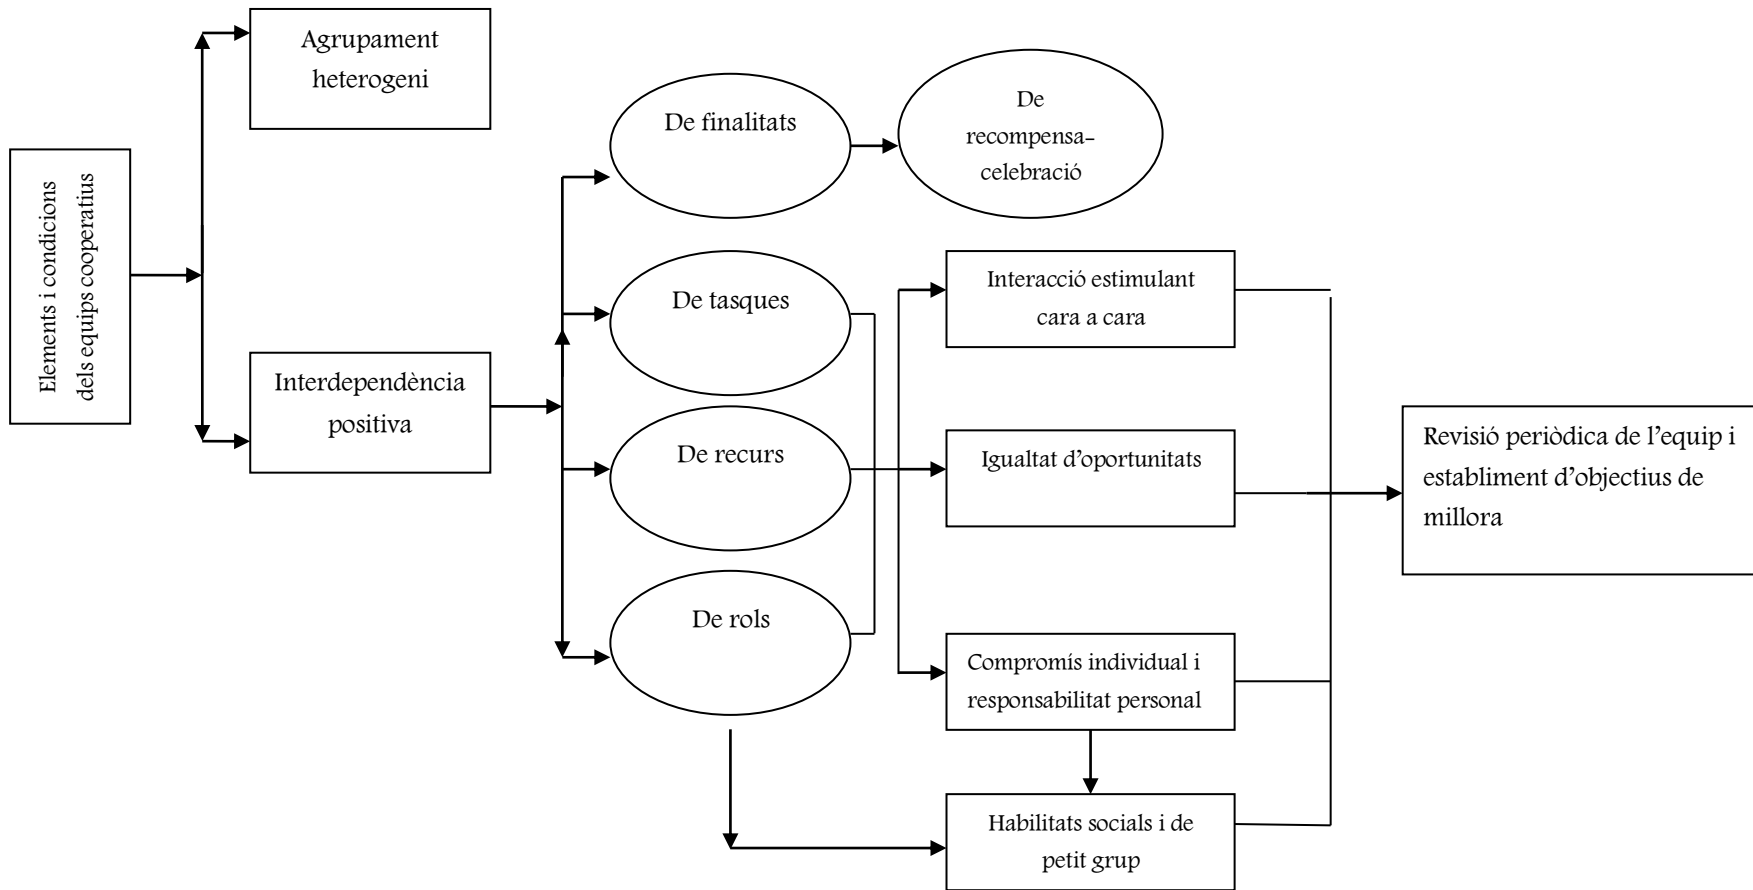 Elements i condicions
dels equips cooperatius
Agrupament
heterogeni
Interdependència
positiva
De finalitats
De
recompensa-
celebració
De tasques
De recurs
De rols
Interacció estimulant
cara a cara
Igualtat d’oportunitats
Compromís individual i
responsabilitat personal
Habilitats socials i de
petit grup
Revisió periòdica de l’equip i
establiment d’objectius de
millora